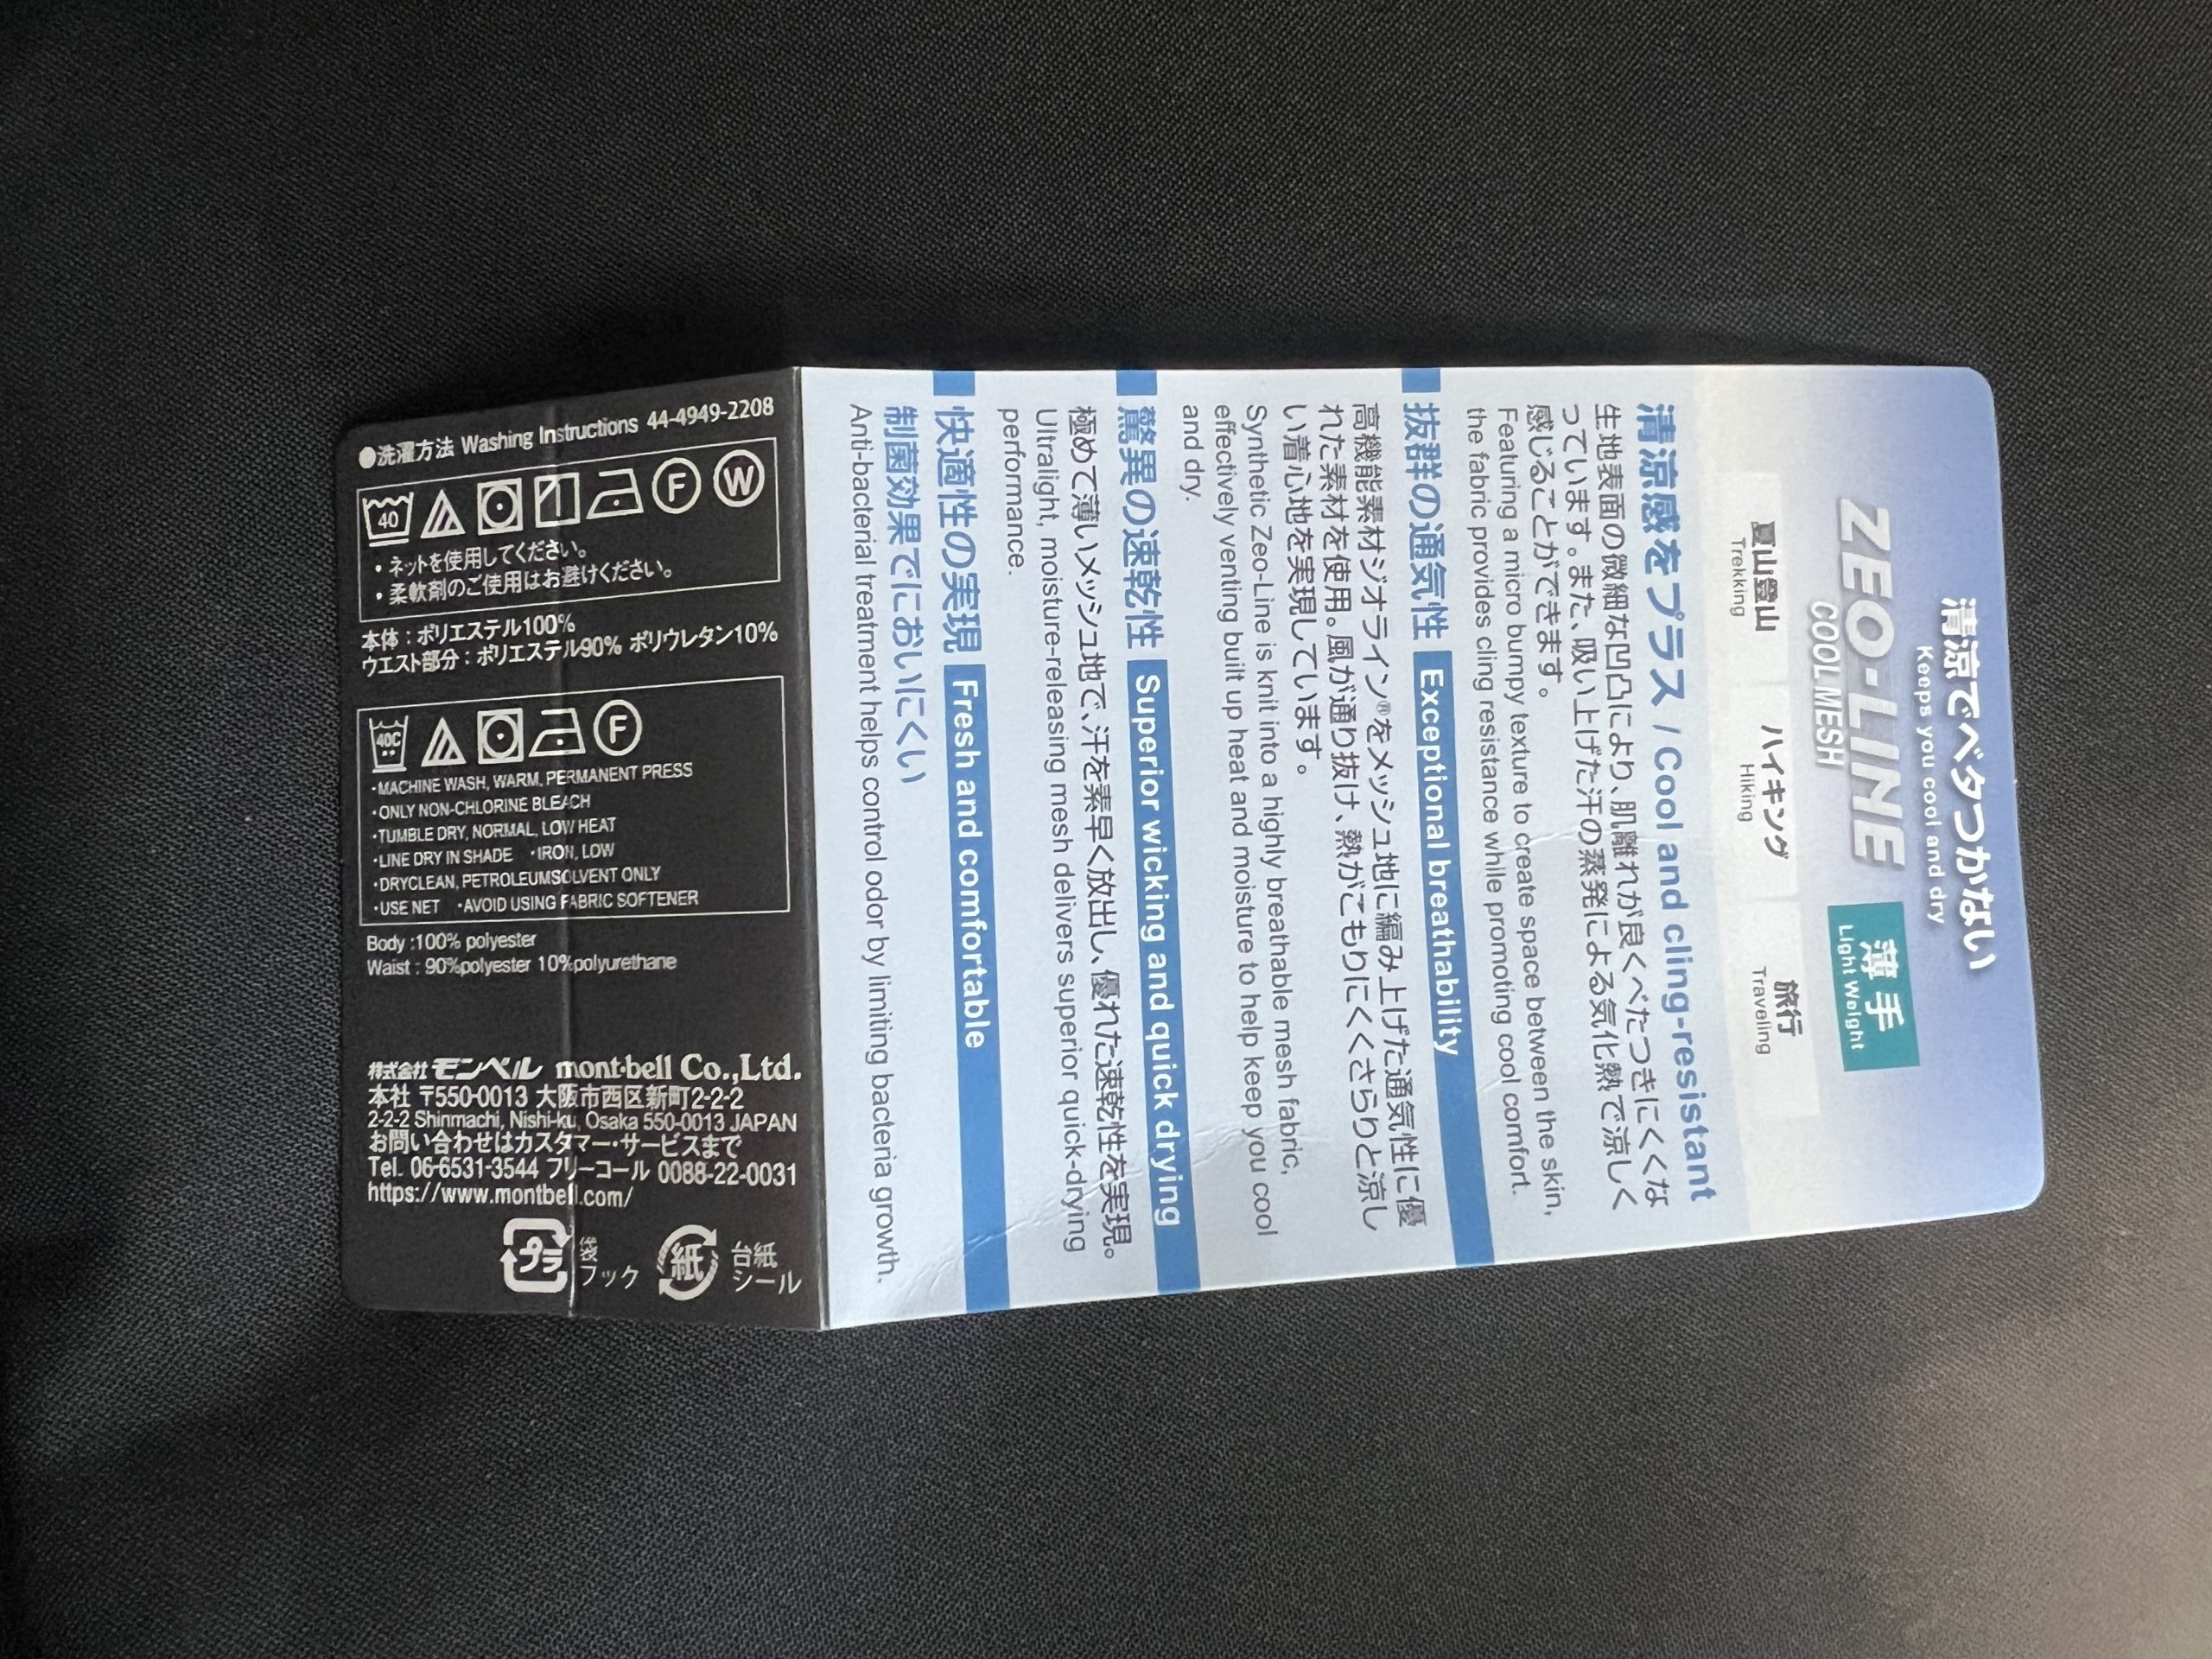 清涼でベタつかない
Keeps you cool and dry
ZEO-LINE
COOL MESH
薄手
Light Weight
夏山登山
Trekking
ハイキング
Hiking
旅行
Traveling
清涼感をプラス / Cool and cling-resistant
生地表面の微細な凹凸により、肌離れが良くべたつきにくくな
っています。また、吸い上げた汗の蒸発による気化熱で涼しく
感じることができます。
Featuring a micro bumpy texture to create space between the skin,
the fabric provides cling resistance while promoting cool comfort.
抜群の通気性 Exceptional breathability
高機能素材ジオライン®をメッシュ地に編み上げた通気性に優
れた素材を使用。風が通り抜け、熱がこもりにくくさらりと涼し
い着心地を実現しています。
Synthetic Zeo-Line is knit into a highly breathable mesh fabric,
effectively venting built up heat and moisture to help keep you cool
and dry.
驚異の速乾性 Superior wicking and quick drying
極めて薄いメッシュ地で、汗を素早く放出し、優れた速乾性を実現。
Ultralight, moisture-releasing mesh delivers superior quick-drying
performance.
快適性の実現 Fresh and comfortable
制菌効果でにおいにくい
Anti-bacterial treatment helps control odor by limiting bacteria growth.
●洗濯方法 Washing Instructions 44-4949-2208
40 F W
・ネットを使用してください。
・柔軟剤のご使用はお避けください。
本体：ポリエステル100%
ウエスト部分：ポリエステル90% ポリウレタン10%
40C F
・MACHINE WASH, WARM, PERMANENT PRESS
・ONLY NON-CHLORINE BLEACH
・TUMBLE DRY, NORMAL, LOW HEAT
・LINE DRY IN SHADE ・IRON, LOW
・DRYCLEAN, PETROLEUMSOLVENT ONLY
・USE NET ・AVOID USING FABRIC SOFTENER
Body :100% polyester
Waist : 90%polyester 10%polyurethane
株式会社 モンベル mont-bell Co.,Ltd.
本社 〒550-0013 大阪市西区新町2-2-2
2-2-2 Shinmachi, Nishi-ku, Osaka 550-0013 JAPAN
お問い合わせはカスタマー・サービスまで
Tel. 06-6531-3544 フリーコール 0088-22-0031
https://www.montbell.com/
プラ 袋 フック 紙 台紙 シール